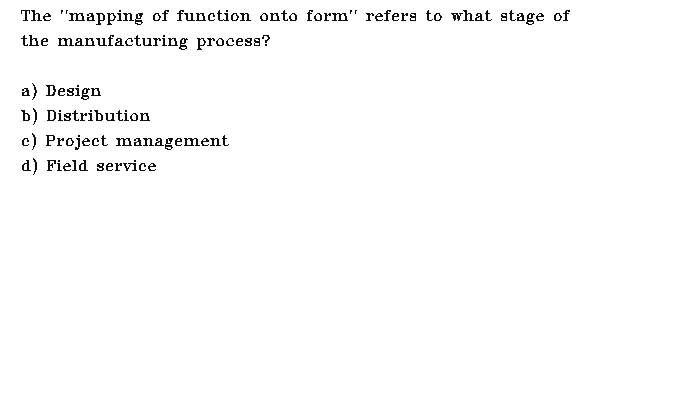 The "mapping of function onto form" refers to what stage of
the manufacturing process?
a) Design
b) Distribution
c) Project management
d) Field service